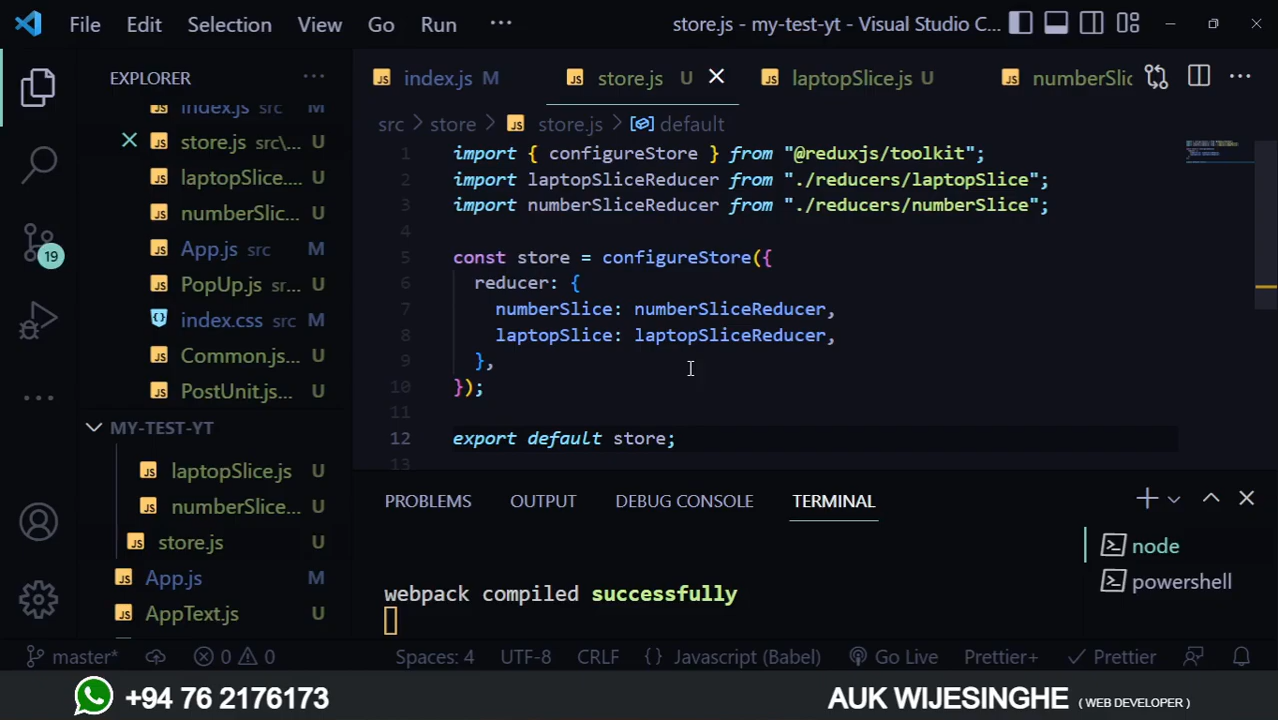 File Edit Selection View Go Run ··· store.js - my-test-yt - Visual Studio C...
EXPLORER ···
index.js src M
store.js src\... U
laptopSlice.... U
numberSlic... U
App.js src M
PopUp.js sr... U
index.css src M
Common.js... U
PostUnit.js... U
MY-TEST-YT
laptopSlice.js U
numberSlice... U
store.js U
App.js M
AppText.js U
19
index.js M store.js U laptopSlice.js U numberSlic
src > store > store.js > default
1 import { configureStore } from "@reduxjs/toolkit";
2 import laptopSliceReducer from "./reducers/laptopSlice";
3 import numberSliceReducer from "./reducers/numberSlice";
4
5 const store = configureStore({
6 reducer: {
7 numberSlice: numberSliceReducer,
8 laptopSlice: laptopSliceReducer,
9 },
10 });
11
12 export default store;
13
PROBLEMS OUTPUT DEBUG CONSOLE TERMINAL
webpack compiled successfully
node
powershell
master* 0 0 Spaces: 4 UTF-8 CRLF {} Javascript (Babel) Go Live Prettier+ Prettier
+94 76 2176173 AUK WIJESINGHE ( WEB DEVELOPER )